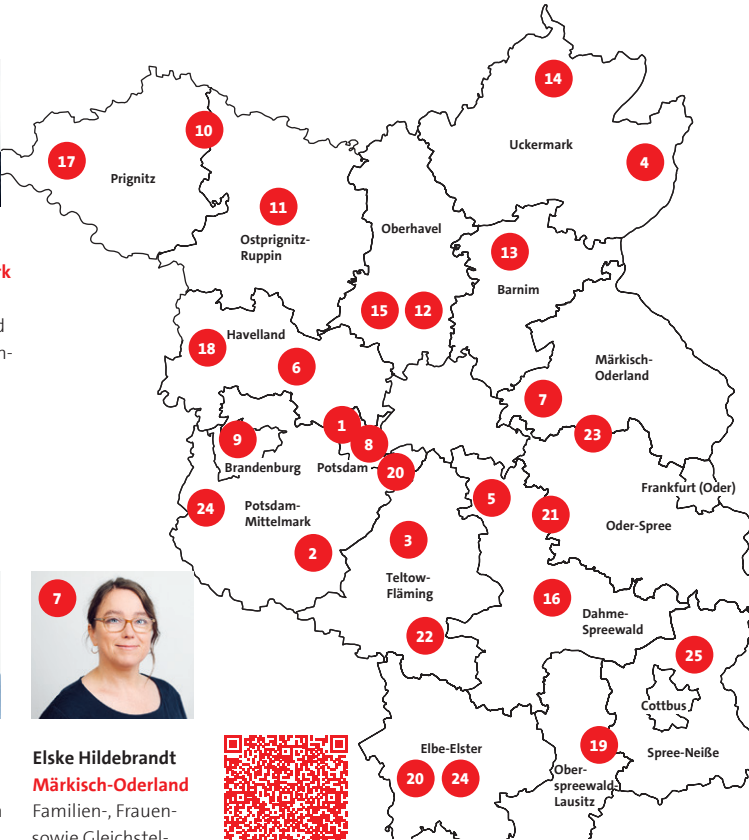 14
10
Uckermark
17
4
Prignitz
11
Oberhavel
Ostprignitz-
Ruppin
13
rk
Barnim
15
12
d
Havelland
n-
18
Märkisch-
Oderland
6
7
1
23
9
8
Brandenburg
Potsdam
20
Frankfurt (Oder)
5
24
Potsdam-
Mittelmark
21
Oder-Spree
3
2
Teltow-
Fläming
7
16
Dahme-
Spreewald
22
25
Cottbus
19
Elbe-Elster
Spree-Neiße
20
24
Ober-
spreewald-
Lausitz
Elske Hildebrandt
Märkisch-Oderland
Familien-, Frauen-
sowie Gleichstel-